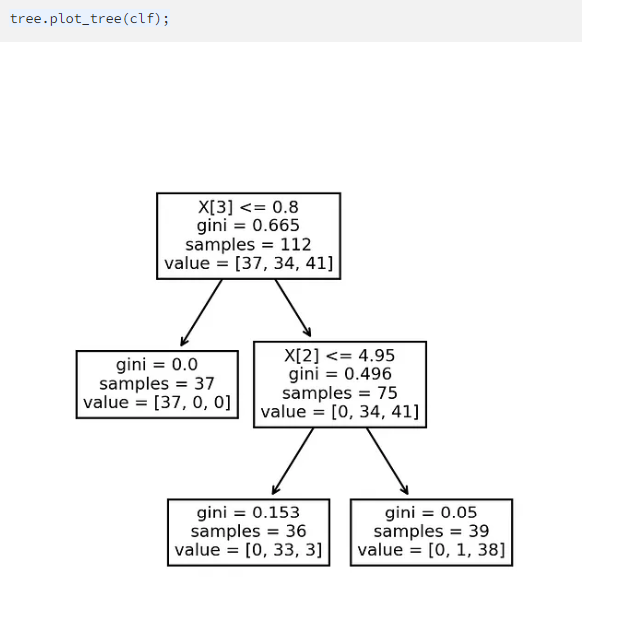 tree.plot_tree(clf);
X[3] <= 0.8
gini = 0.665
samples = 112
value = [37, 34, 41]
gini = 0.0
samples = 37
value = [37, 0, 0]
X[2] <= 4.95
gini = 0.496
samples = 75
value = [0, 34, 41]
gini = 0.153
samples = 36
value = [0, 33, 3]
gini = 0.05
samples = 39
value = [0, 1, 38]